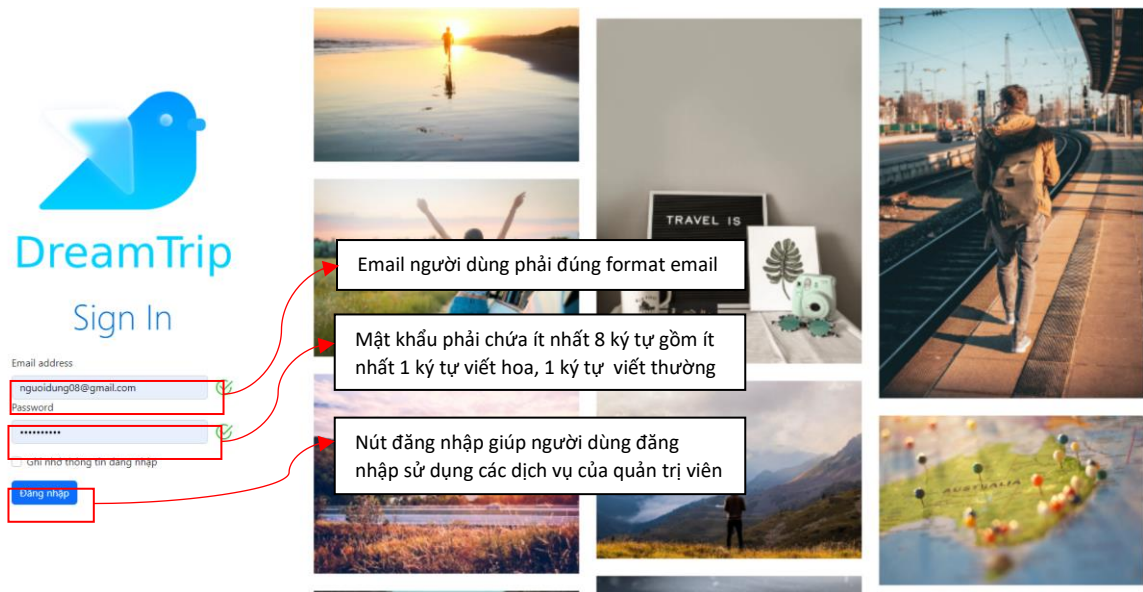 DreamTrip
Sign In
Email address
nguoidung08@gmail.com
Password
••••••••••
Ghi nhớ thông tin đăng nhập
Đăng nhập
Email người dùng phải đúng format email
Mật khẩu phải chứa ít nhất 8 ký tự gồm ít
nhất 1 ký tự viết hoa, 1 ký tự viết thường
Nút đăng nhập giúp người dùng đăng
nhập sử dụng các dịch vụ của quản trị viên
TRAVEL IS
AUSTRALIA